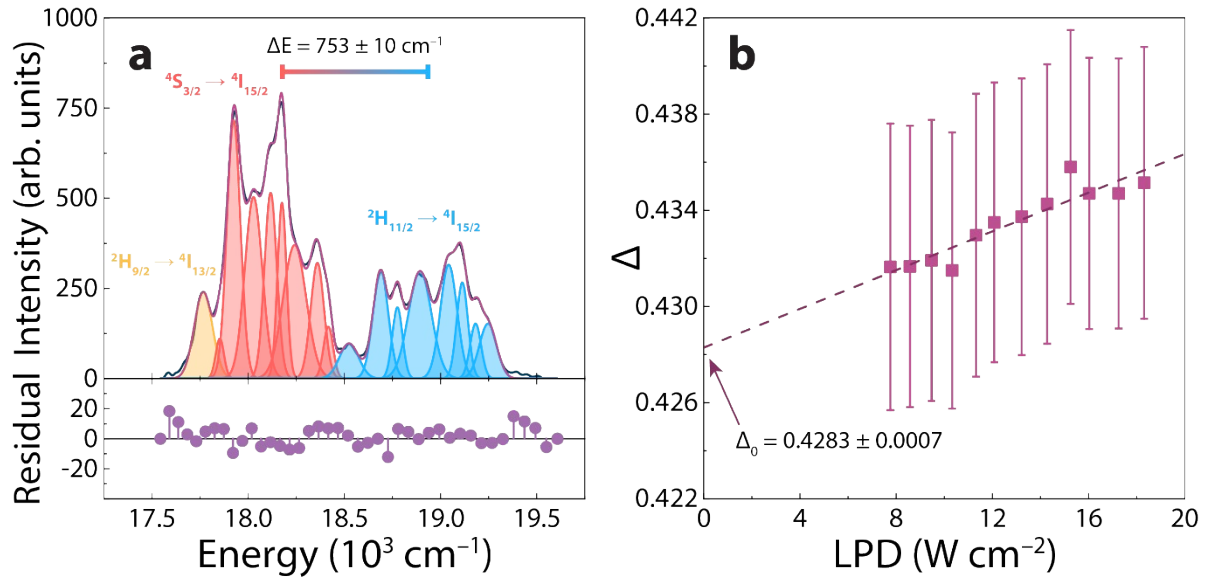 a
ΔE = 753 ± 10 cm⁻¹
⁴S₃/₂ → ⁴I₁₅/₂
²H₁₁/₂ → ⁴I₁₅/₂
²H₉/₂ → ⁴I₁₃/₂
1000
750
500
250
0
20
0
-20
Residual Intensity (arb. units)
17.5 18.0 18.5 19.0 19.5
Energy (10³ cm⁻¹)
b
0.442
0.438
0.434
0.430
0.426
0.422
Δ
Δ₀ = 0.4283 ± 0.0007
0 4 8 12 16 20
LPD (W cm⁻²)